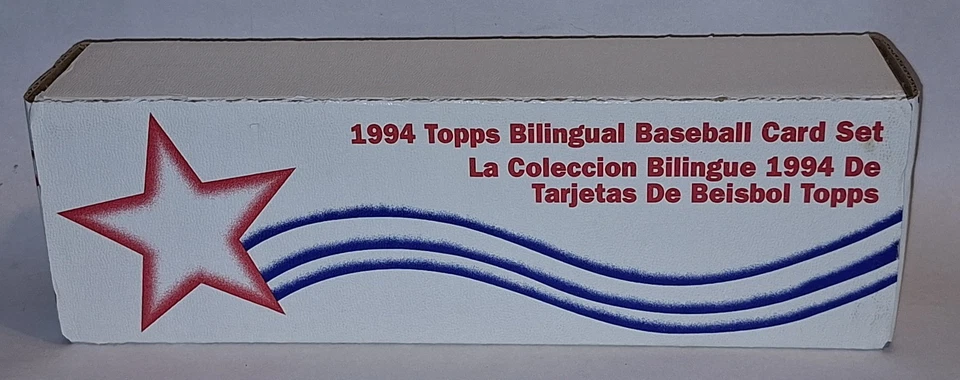 1994 Topps Bilingual Baseball Card Set
La Coleccion Bilingue 1994 De
Tarjetas De Beisbol Topps